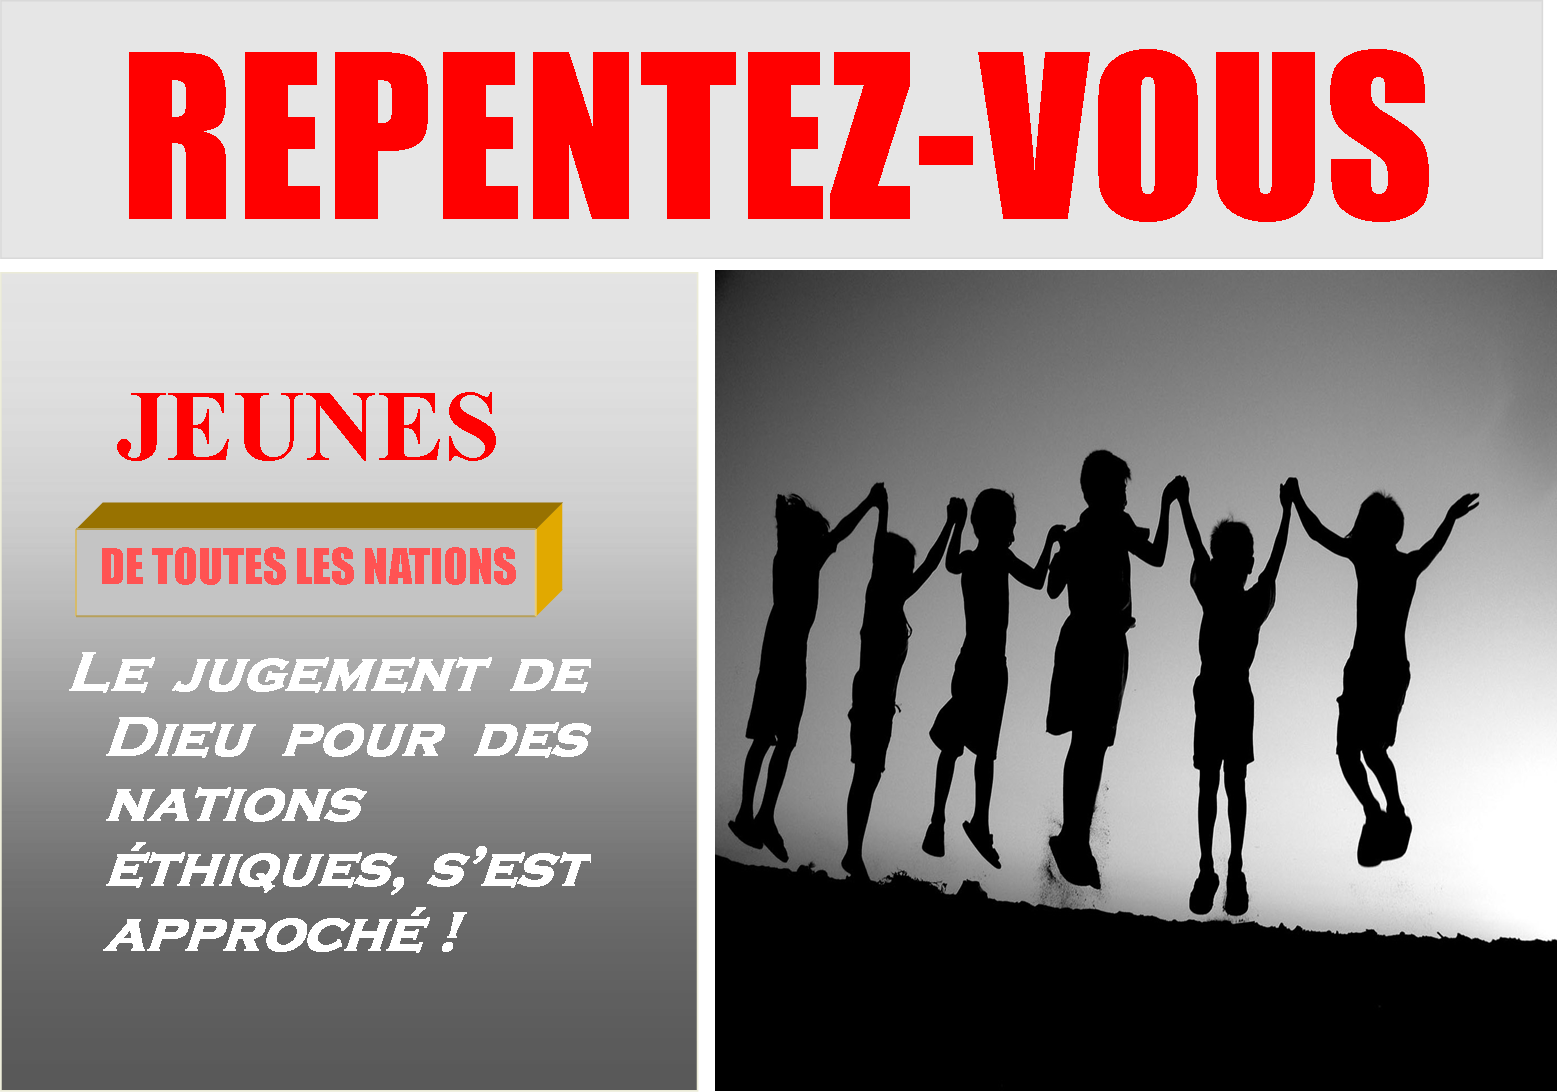 REPENTEZ-VOUS
JEUNES
DE TOUTES LES NATIONS
LE JUGEMENT DE
DIEU POUR DES
NATIONS
ÉTHIQUES, S’EST
APPROCHÉ !